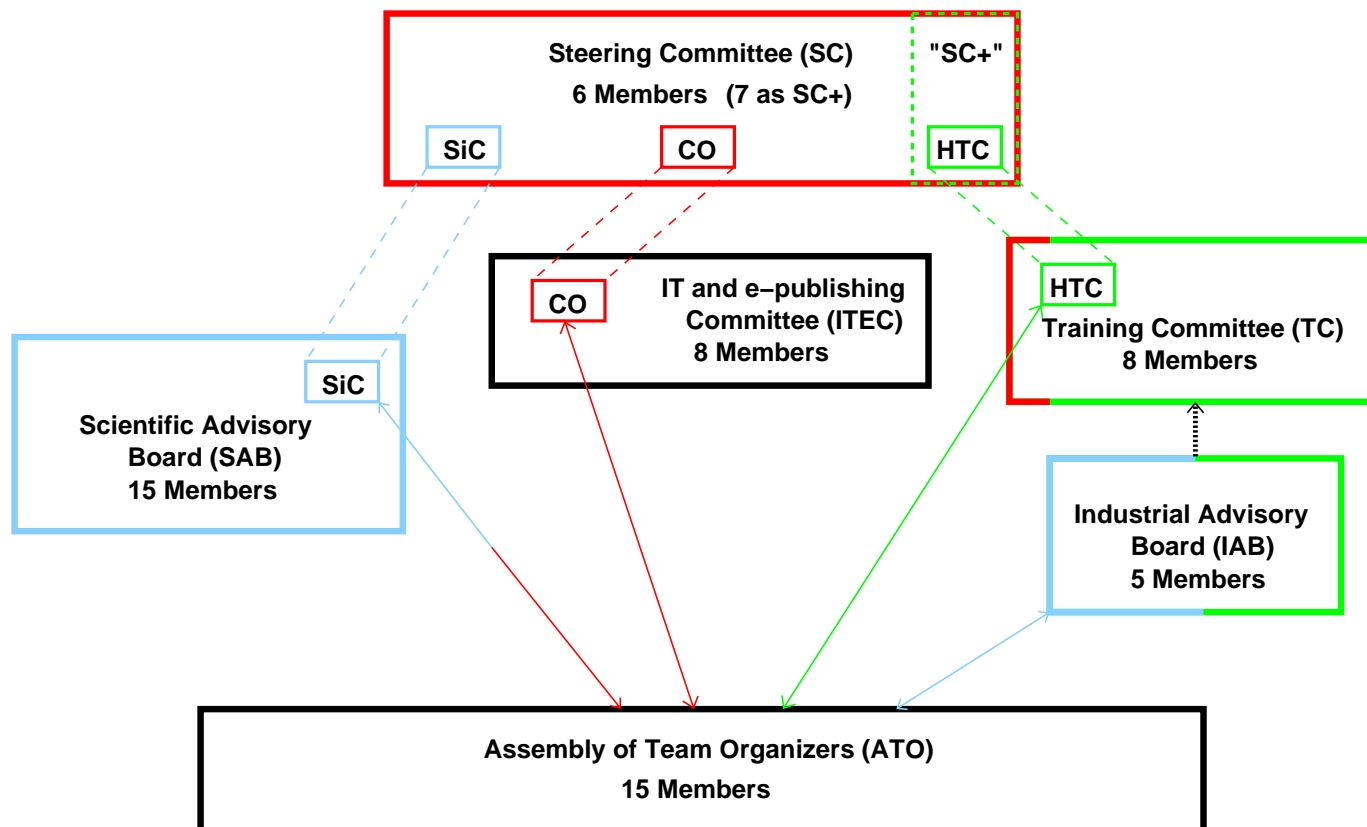 Steering Committee (SC)
"SC+"
6 Members (7 as SC+)
SiC
CO
HTC
CO
IT and e−publishing
Committee (ITEC)
8 Members
HTC
Training Committee (TC)
8 Members
SiC
Scientific Advisory
Board (SAB)
15 Members
Industrial Advisory
Board (IAB)
5 Members
Assembly of Team Organizers (ATO)
15 Members